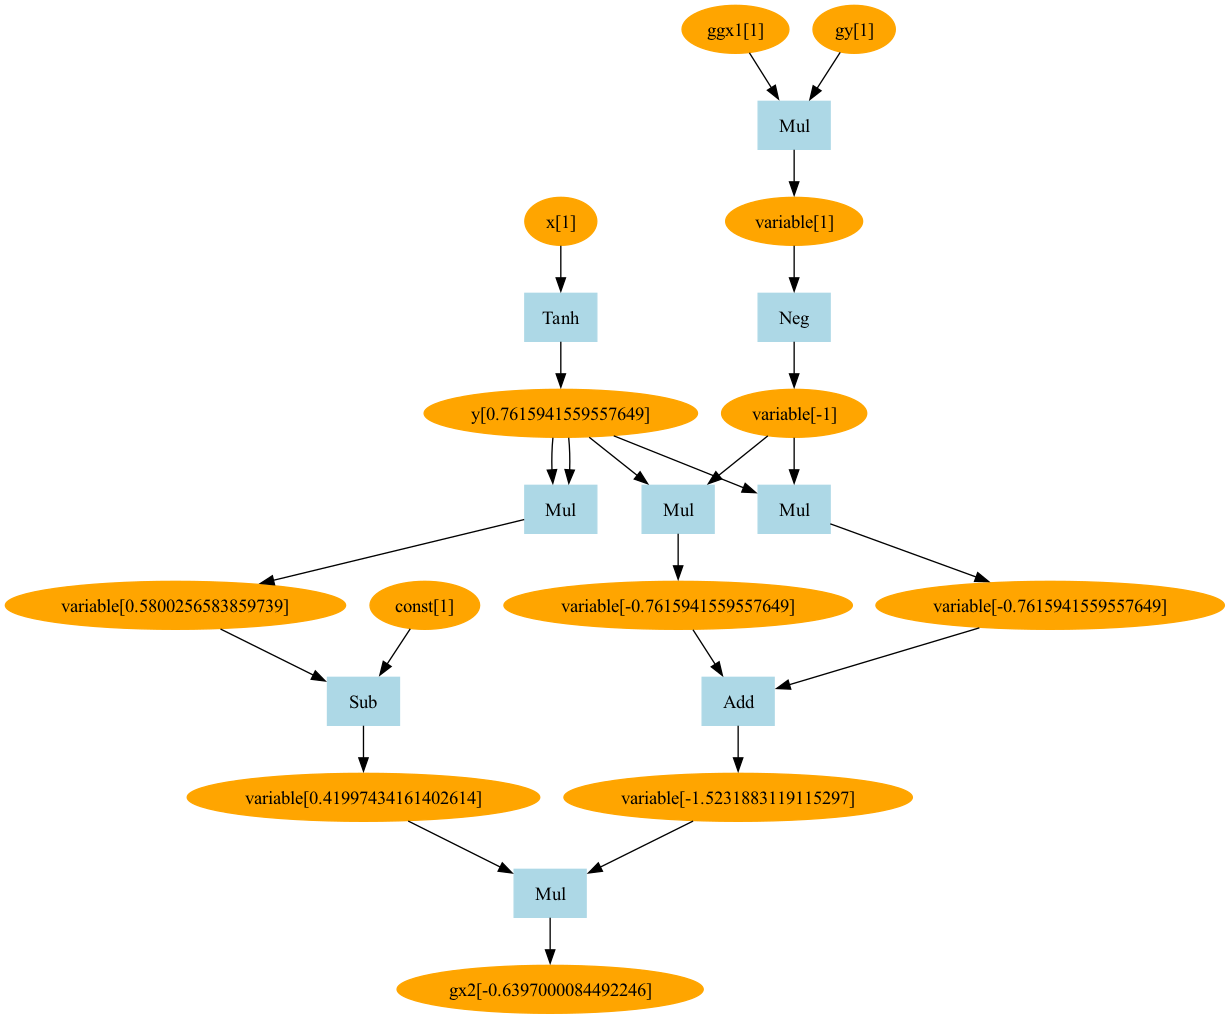 ggx1[1]
gy[1]
Mul
x[1]
variable[1]
Tanh
Neg
y[0.7615941559557649]
variable[-1]
Mul
Mul
Mul
variable[0.5800256583859739]
const[1]
variable[-0.7615941559557649]
variable[-0.7615941559557649]
Sub
Add
variable[0.41997434161402614]
variable[-1.5231883119115297]
Mul
gx2[-0.6397000084492246]